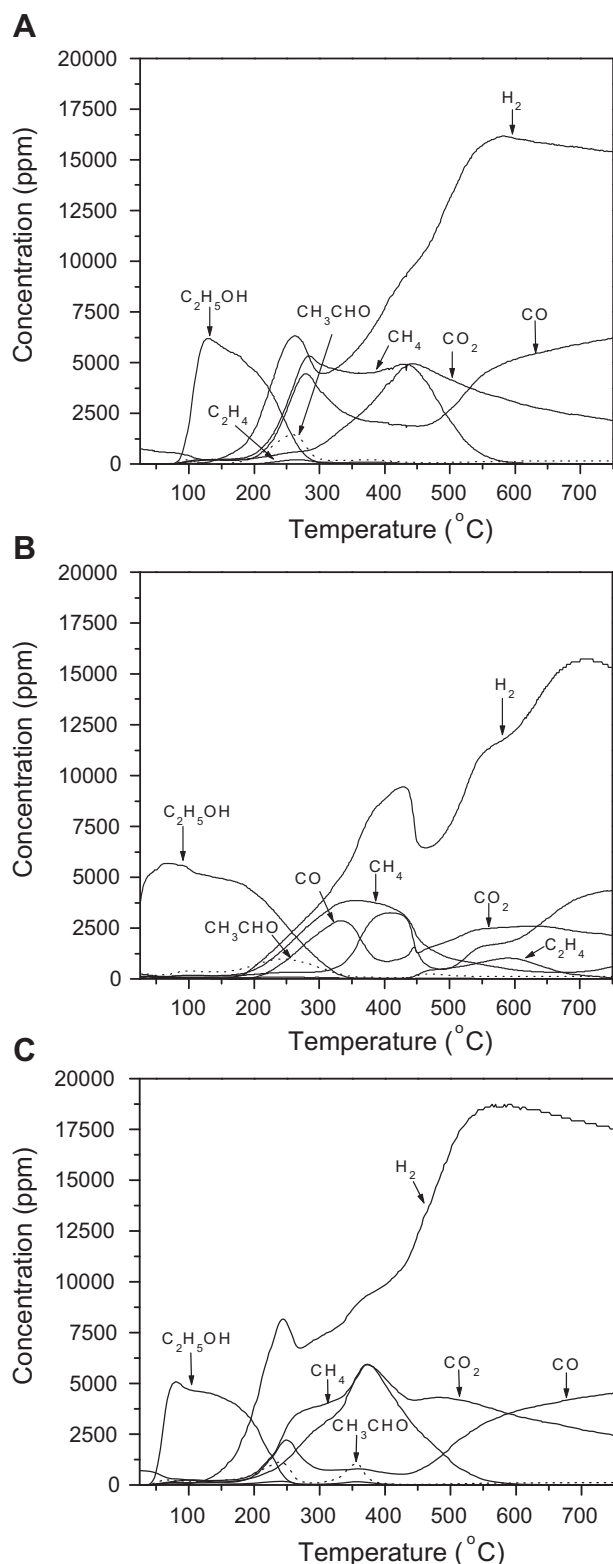 A
20000
17500
15000
12500
10000
7500
5000
2500
0
Concentration (ppm)
H₂
C₂H₅OH
CH₃CHO
CH₄
CO₂
CO
C₂H₄
100 200 300 400 500 600 700
Temperature (°C)
B
20000
17500
15000
12500
10000
7500
5000
2500
0
Concentration (ppm)
H₂
C₂H₅OH
CO
CH₄
CH₃CHO
CO₂
C₂H₄
100 200 300 400 500 600 700
Temperature (°C)
C
20000
17500
15000
12500
10000
7500
5000
2500
0
Concentration (ppm)
H₂
C₂H₅OH
CH₄
CO₂
CO
CH₃CHO
100 200 300 400 500 600 700
Temperature (°C)